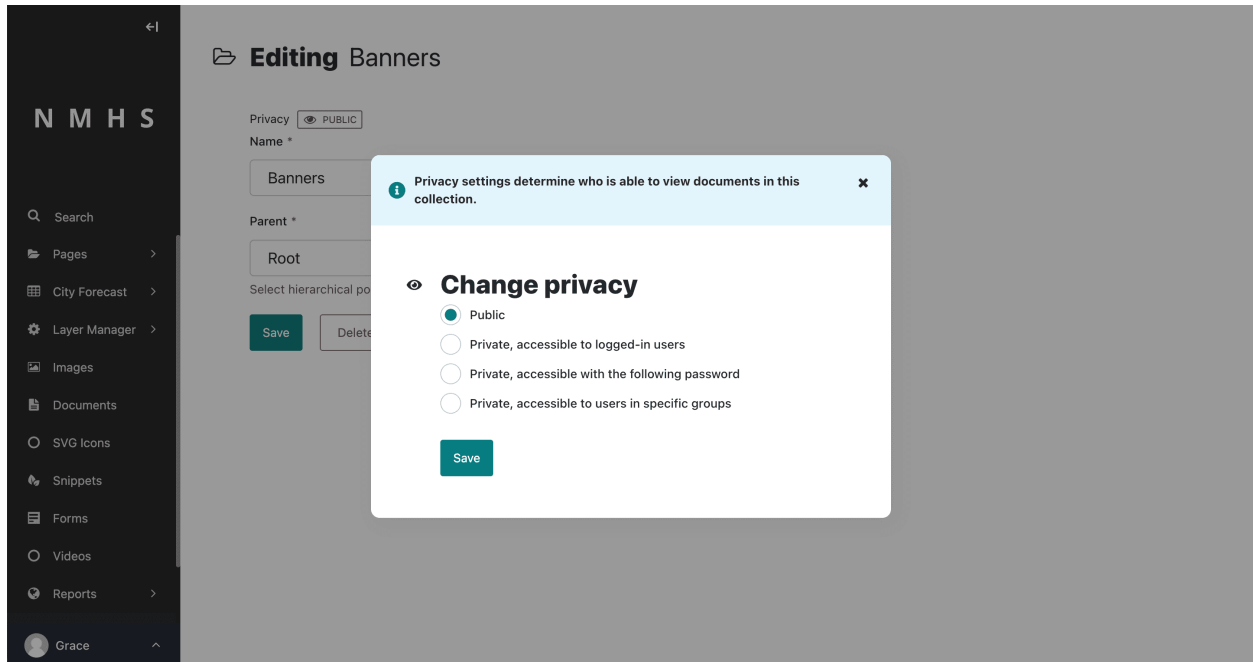 N M H S
Search
Pages
City Forecast
Layer Manager
Images
Documents
SVG Icons
Snippets
Forms
Videos
Reports
Grace
Editing Banners
Privacy PUBLIC
Name *
Banners
Parent *
Root
Select hierarchical po
Save Delete
Privacy settings determine who is able to view documents in this
collection.
Change privacy
Public
Private, accessible to logged-in users
Private, accessible with the following password
Private, accessible to users in specific groups
Save